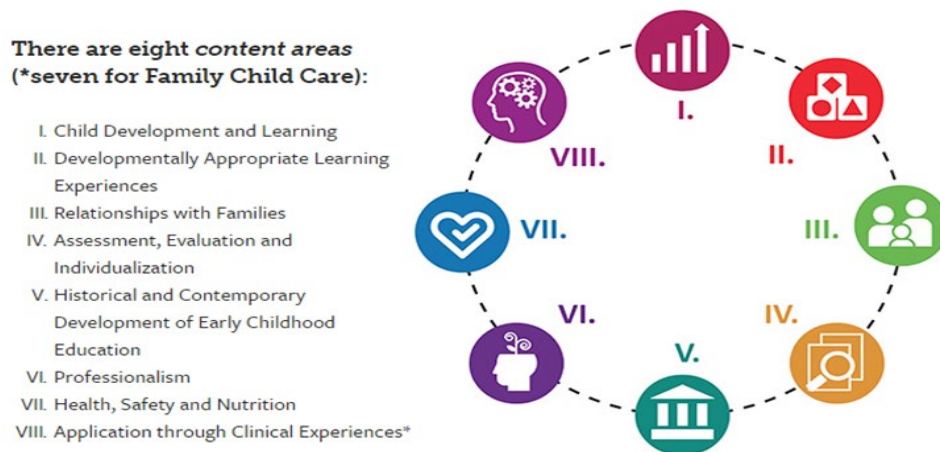 There are eight content areas
(*seven for Family Child Care):
I. Child Development and Learning
II. Developmentally Appropriate Learning
Experiences
III. Relationships with Families
IV. Assessment, Evaluation and
Individualization
V. Historical and Contemporary
Development of Early Childhood
Education
VI. Professionalism
VII. Health, Safety and Nutrition
VIII. Application through Clinical Experiences*
I.
II.
III.
IV.
V.
VI.
VII.
VIII.